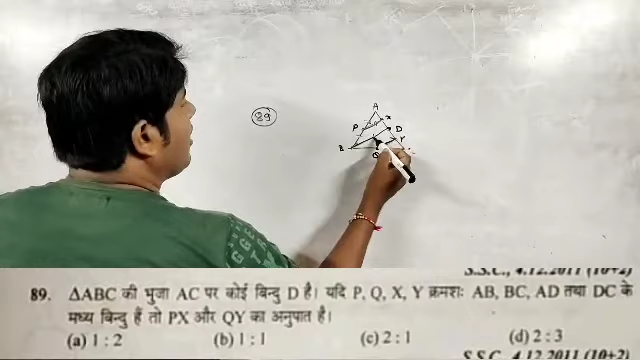 89
A
P
X
D
B
Y
Q
S.S.C., 4.12.2011 (10+2)
89. ΔABC की भुजा AC पर कोई बिन्दु D है। यदि P, Q, X, Y क्रमशः AB, BC, AD तथा DC के
मध्य बिन्दु हैं तो PX और QY का अनुपात है।
(a) 1 : 2 (b) 1 : 1 (c) 2 : 1 (d) 2 : 3
S.S.C. 4.12.2011 (10+2)